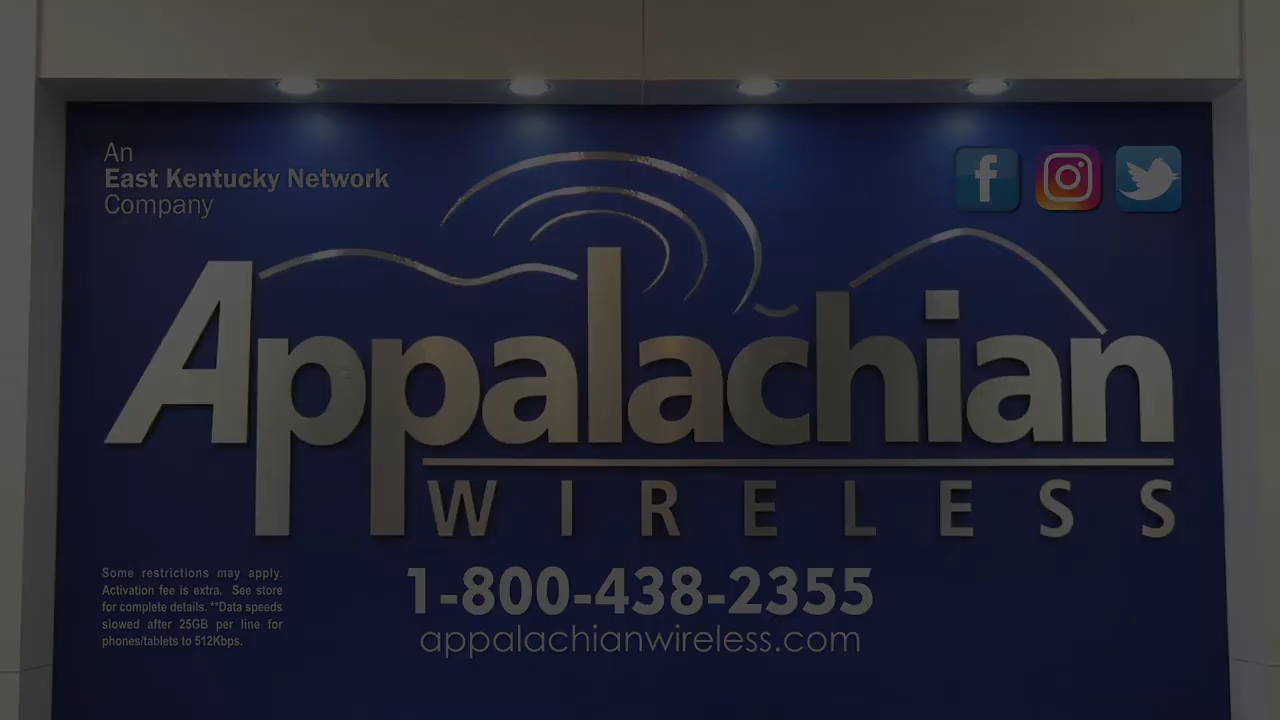 An
East Kentucky Network
Company
Appalachian
WIRELESS
Some restrictions may apply.
Activation fee is extra. See store
for complete details. **Data speeds
slowed after 25GB per line for
phones/tablets to 512Kbps.
1-800-438-2355
appalachianwireless.com